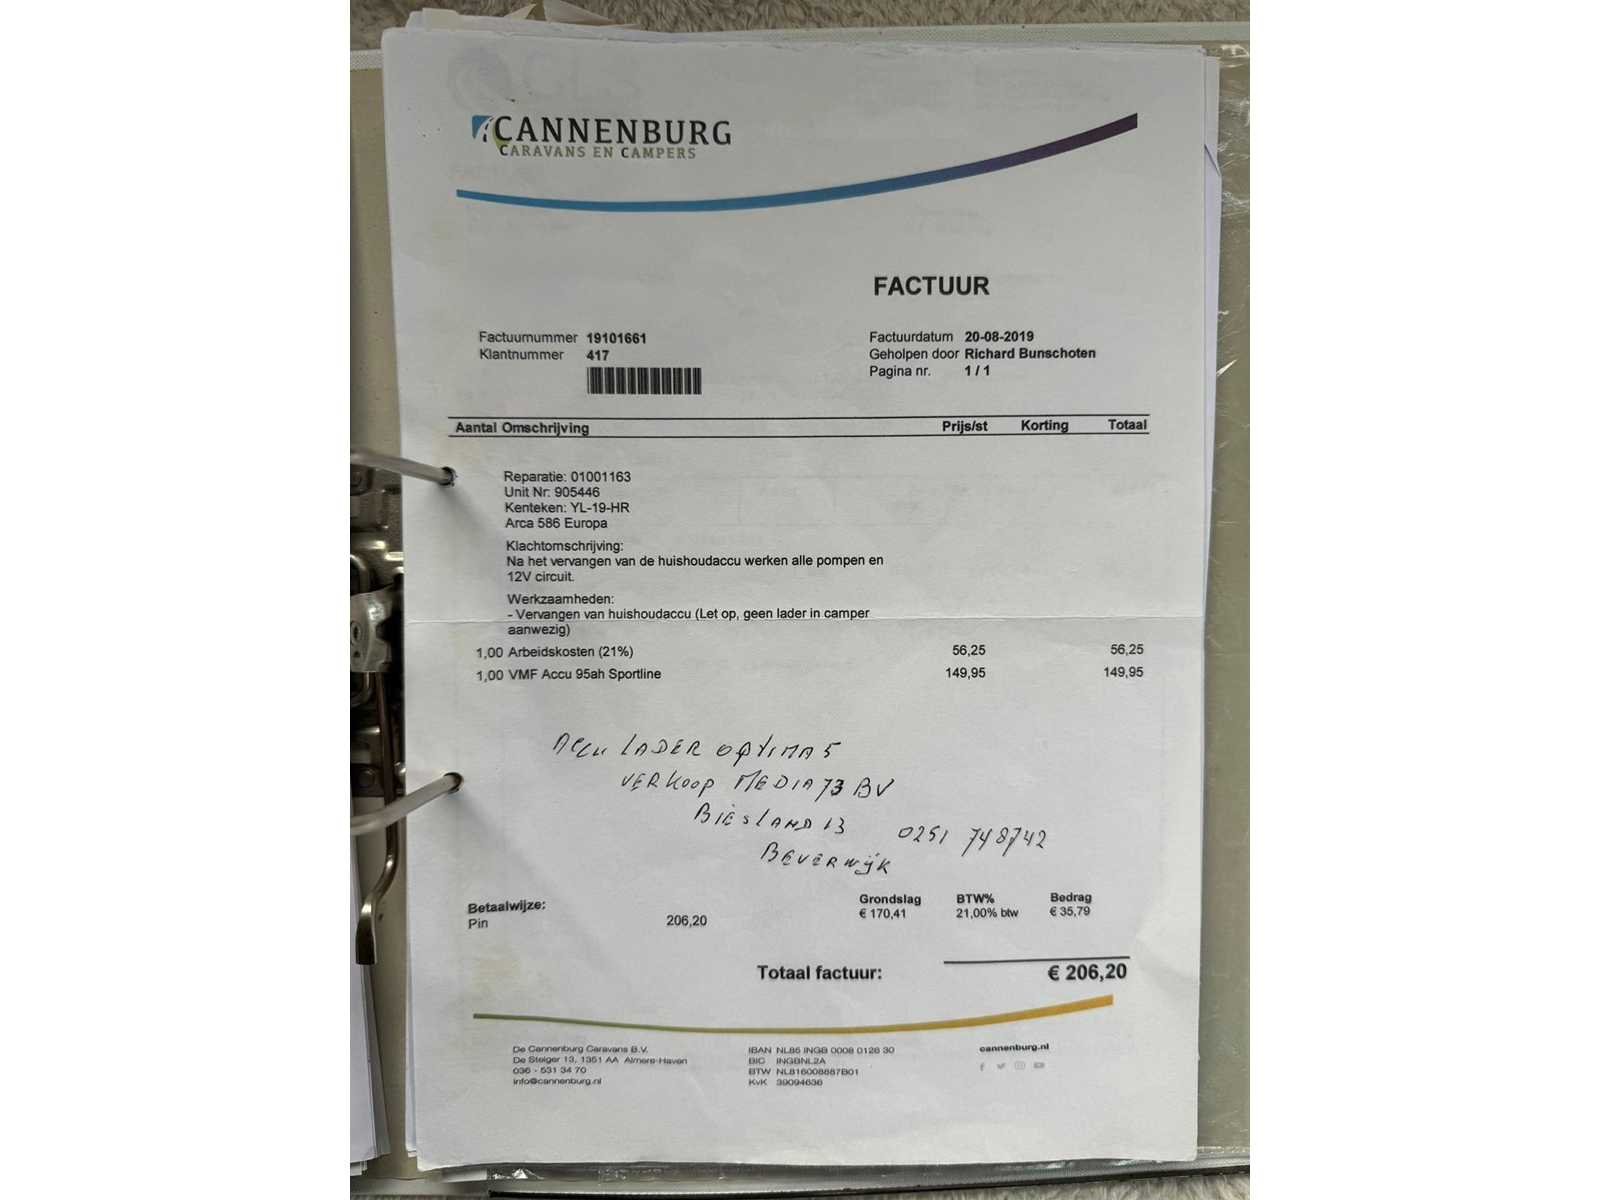 CANNENBURG
CARAVANS EN CAMPERS
FACTUUR
Factuurnummer 19101661
Klantnummer 417
Factuurdatum 20-08-2019
Geholpen door Richard Bunschoten
Pagina nr. 1 / 1
Aantal Omschrijving Prijs/st Korting Totaal
Reparatie: 01001163
Unit Nr: 905446
Kenteken: YL-19-HR
Arca 586 Europa
Klachtomschrijving:
Na het vervangen van de huishoudaccu werken alle pompen en
12V circuit.
Werkzaamheden:
- Vervangen van huishoudaccu (Let op, geen lader in camper
aanwezig)
1,00 Arbeidskosten (21%) 56,25 56,25
1,00 VMF Accu 95ah Sportline 149,95 149,95
ACCU LADER OPTIMA 5
VERKOOP MEDIA 73 BV
BIESLAND 13 0251 748742
BEVERWIJK
Betaalwijze:
Pin 206,20
Grondslag BTW% Bedrag
€ 170,41 21,00% btw € 35,79
Totaal factuur: € 206,20
De Cannenburg Caravans B.V.
De Steiger 13, 1351 AA Almere-Haven
036 - 531 34 70
info@cannenburg.nl
IBAN NL85 INGB 0008 0126 30
BIC INGBNL2A
BTW NL816008887B01
KvK 39094636
cannenburg.nl